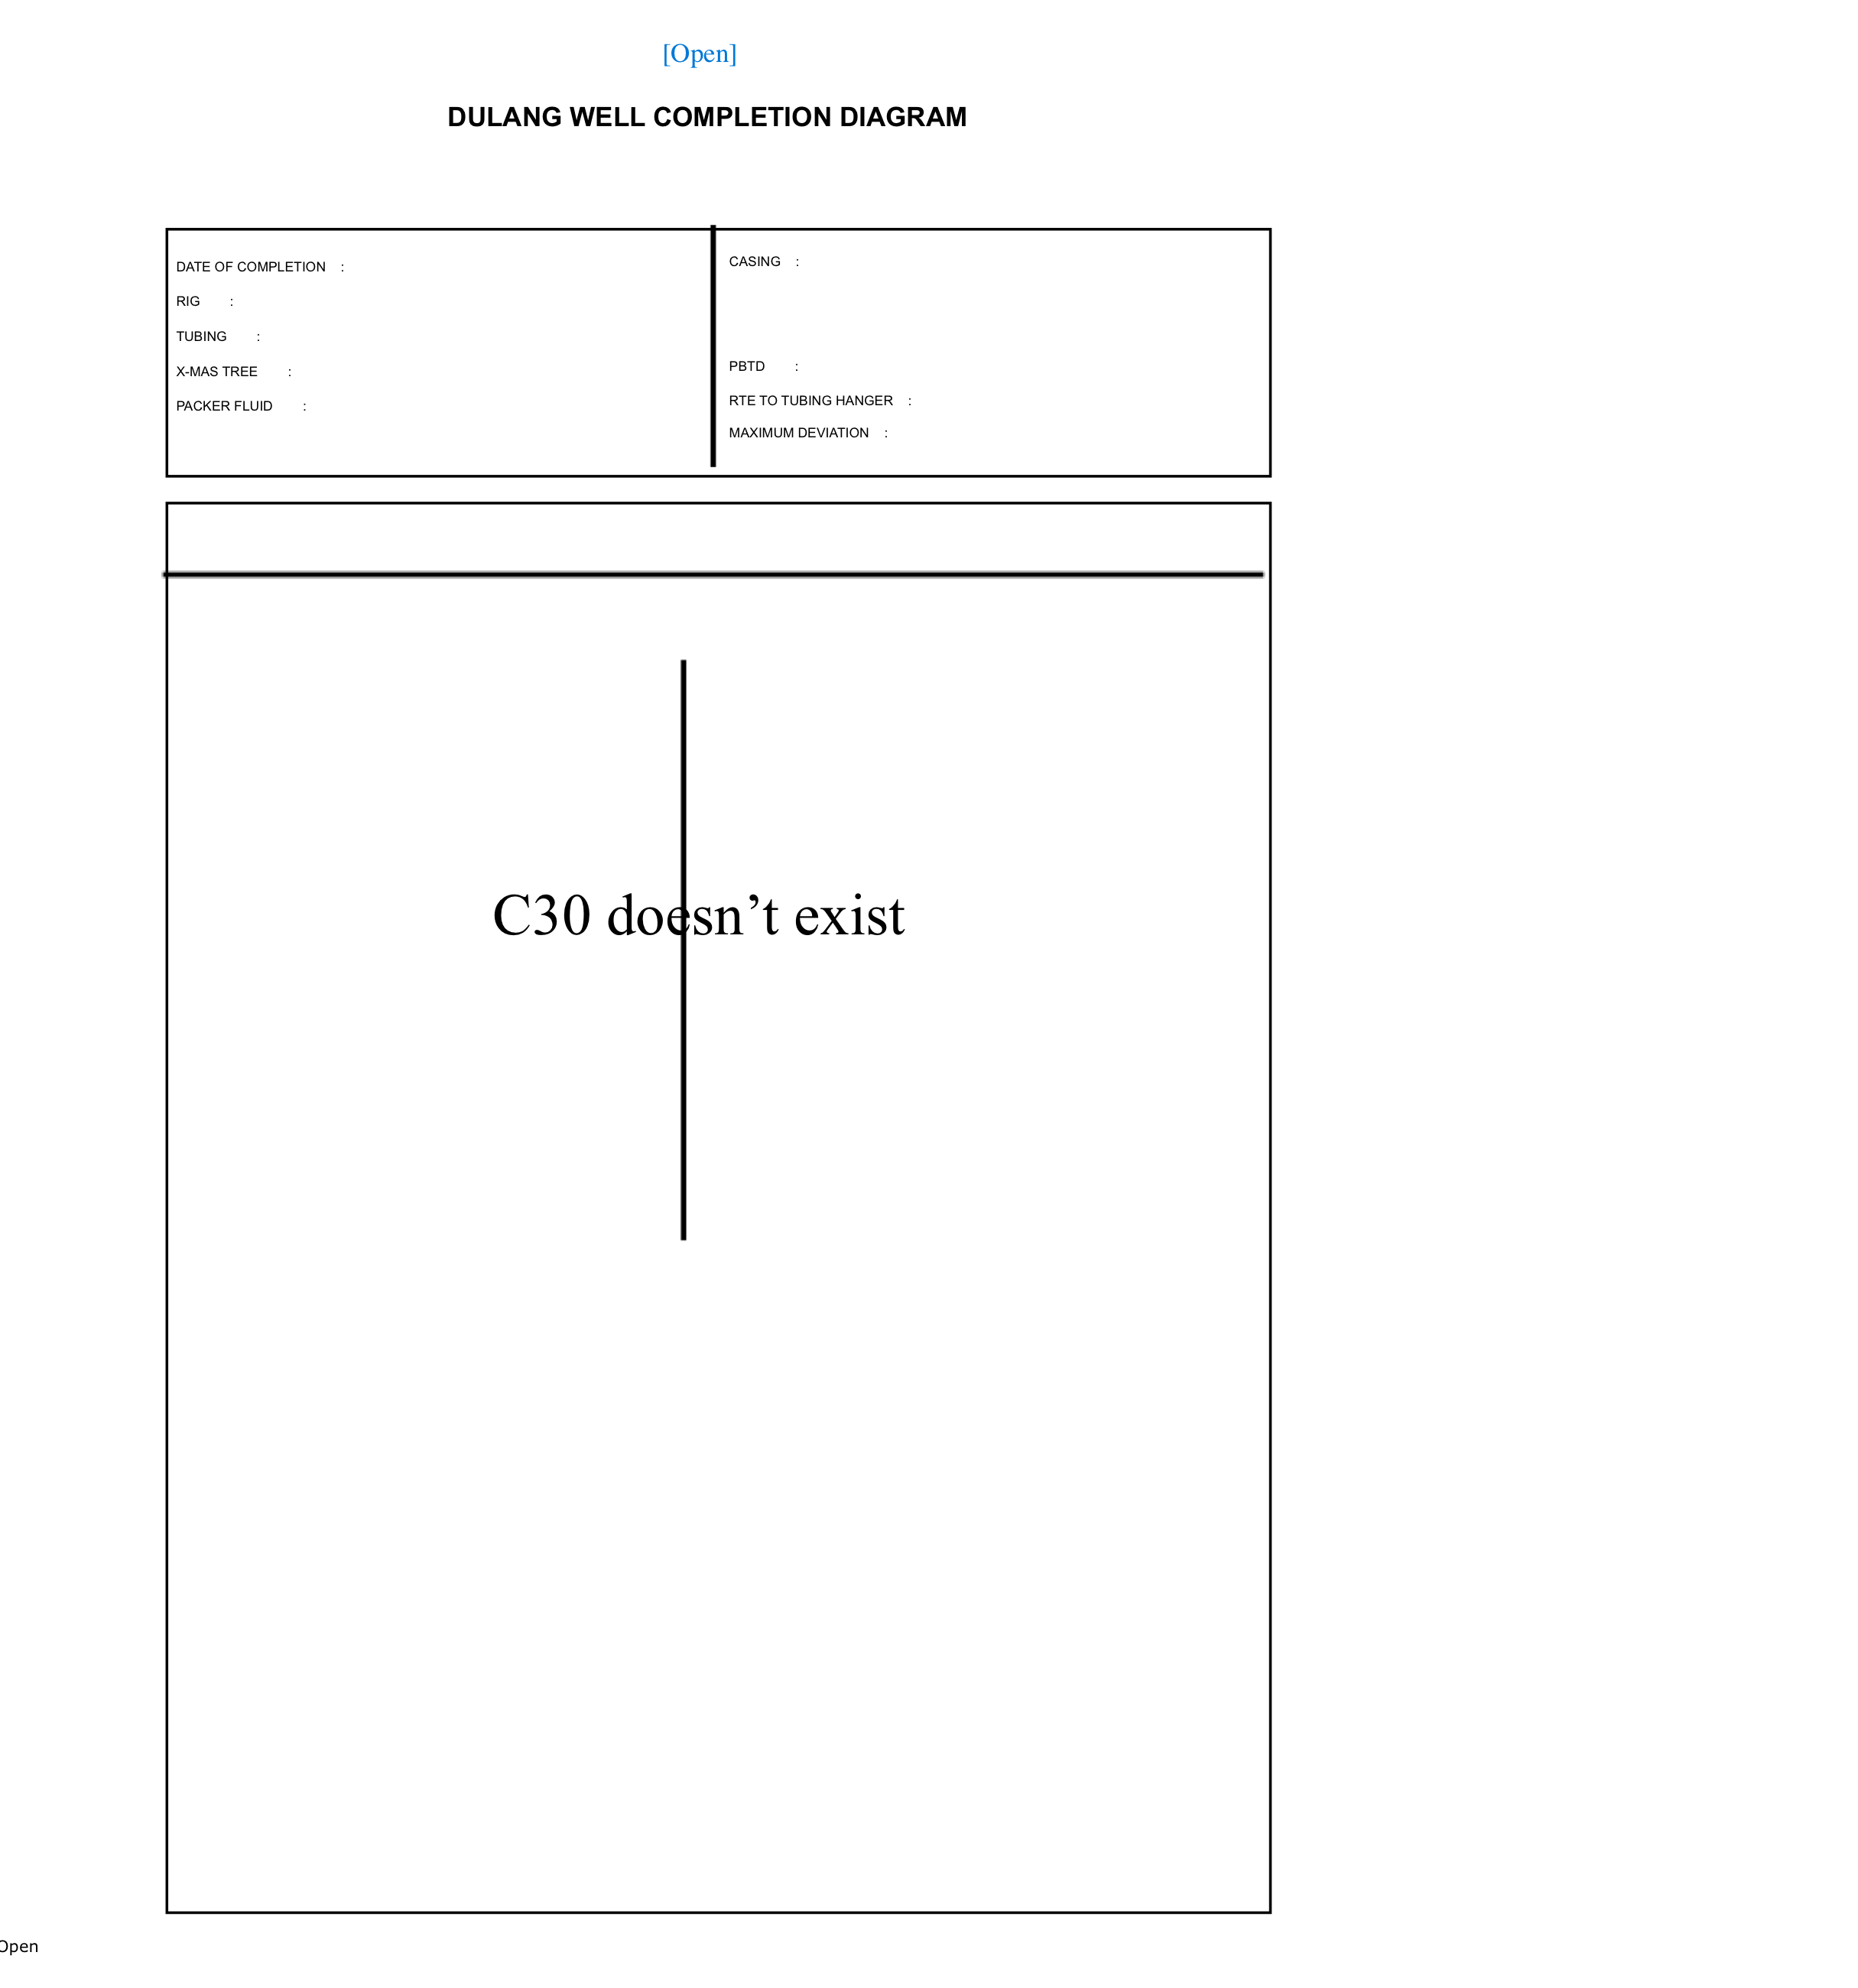 [Open]
DULANG WELL COMPLETION DIAGRAM
DATE OF COMPLETION :
RIG :
TUBING :
X-MAS TREE :
PACKER FLUID :
CASING :
PBTD :
RTE TO TUBING HANGER :
MAXIMUM DEVIATION :
C30 doesn’t exist
Open